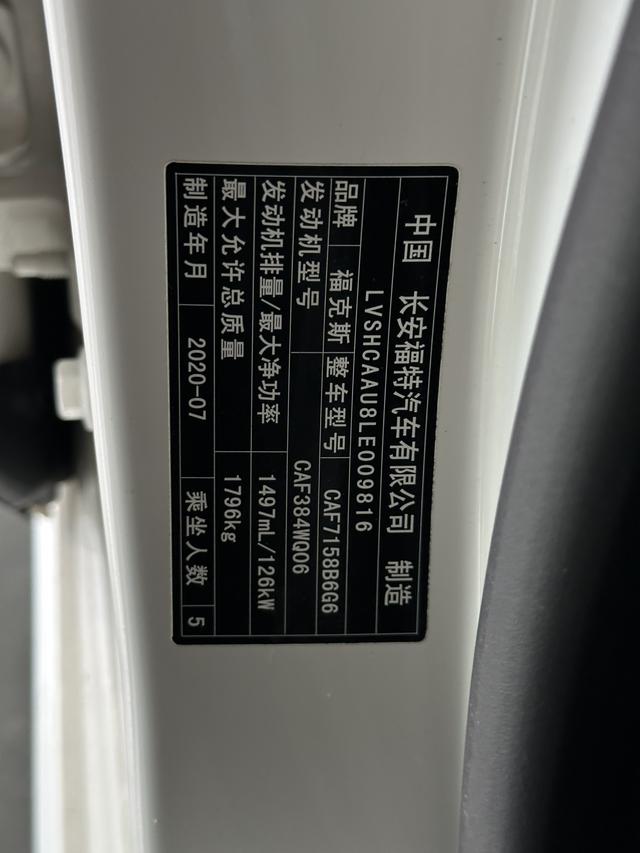 中国 长安福特汽车有限公司 制造
LVSHCAAU8LE009816
品牌 福克斯 整车型号 CAF7158B6G6
发动机型号 CAF384WQ06
发动机排量/最大净功率 1497mL/126kW
最大允许总质量 1796kg
制造年月 2020-07 乘坐人数 5